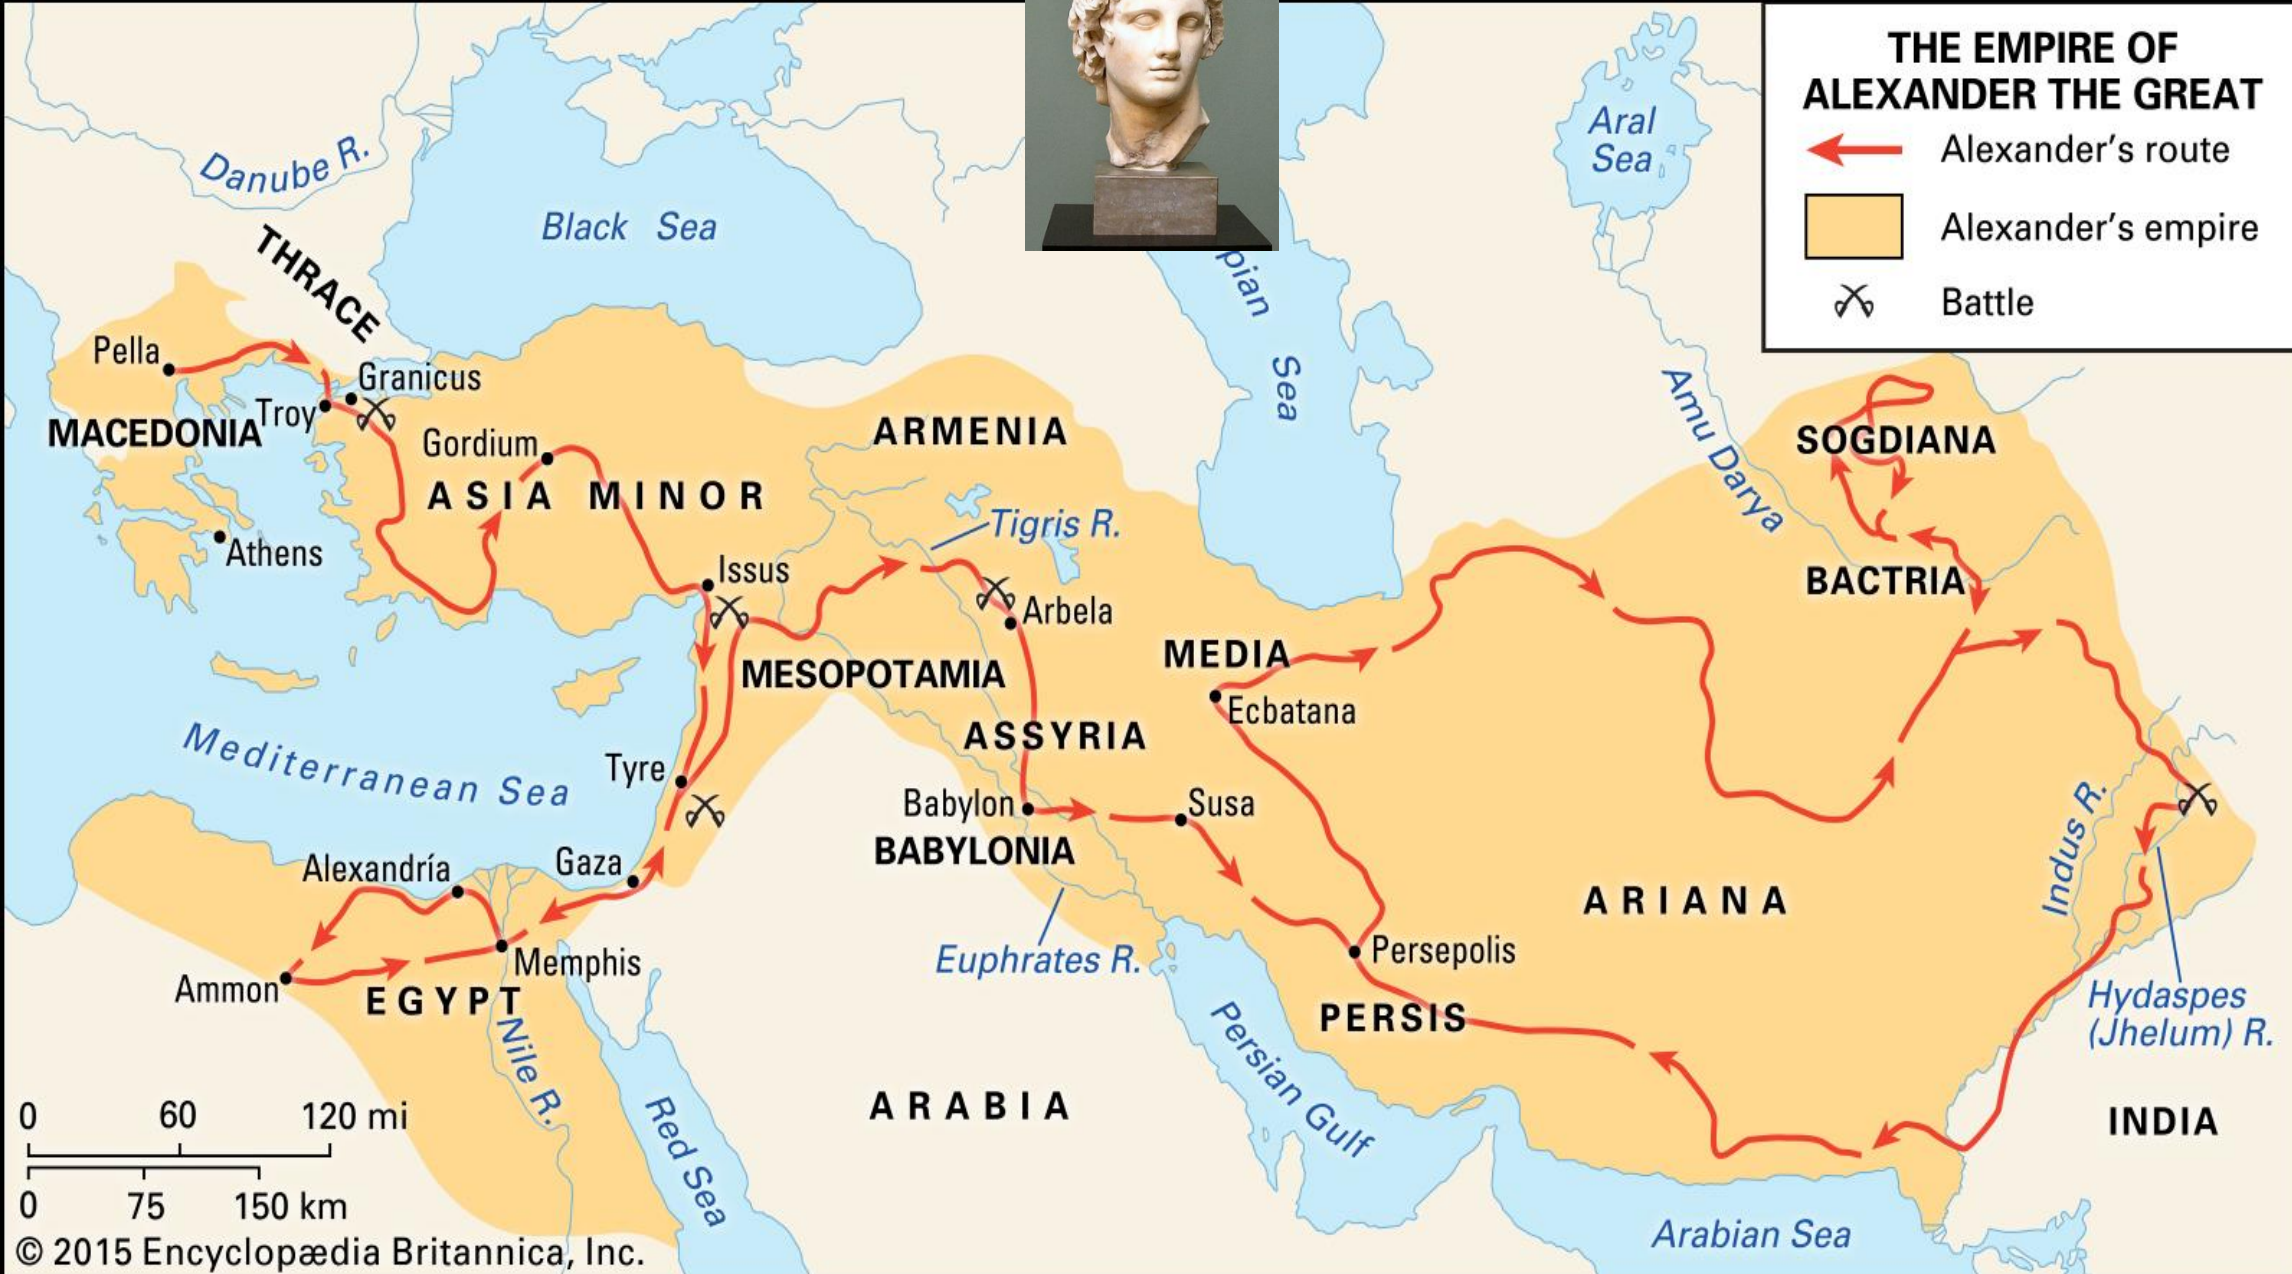 THE EMPIRE OF
ALEXANDER THE GREAT
Alexander's route
Alexander's empire
Battle
Danube R.
Black Sea
pian
Sea
Aral
Sea
Amu Darya
THRACE
Pella
Granicus
Troy
MACEDONIA
Gordium
ASIA MINOR
ARMENIA
SOGDIANA
Athens
Tigris R.
Issus
BACTRIA
Arbela
MEDIA
MESOPOTAMIA
Ecbatana
ASSYRIA
Mediterranean Sea
Tyre
Babylon
Susa
BABYLONIA
Indus R.
Alexandría
Gaza
ARIANA
Euphrates R.
Persepolis
Memphis
Ammon
EGYPT
PERSIS
Hydaspes
(Jhelum) R.
Nile R.
Persian Gulf
Red Sea
ARABIA
INDIA
Arabian Sea
0 60 120 mi
0 75 150 km
© 2015 Encyclopædia Britannica, Inc.